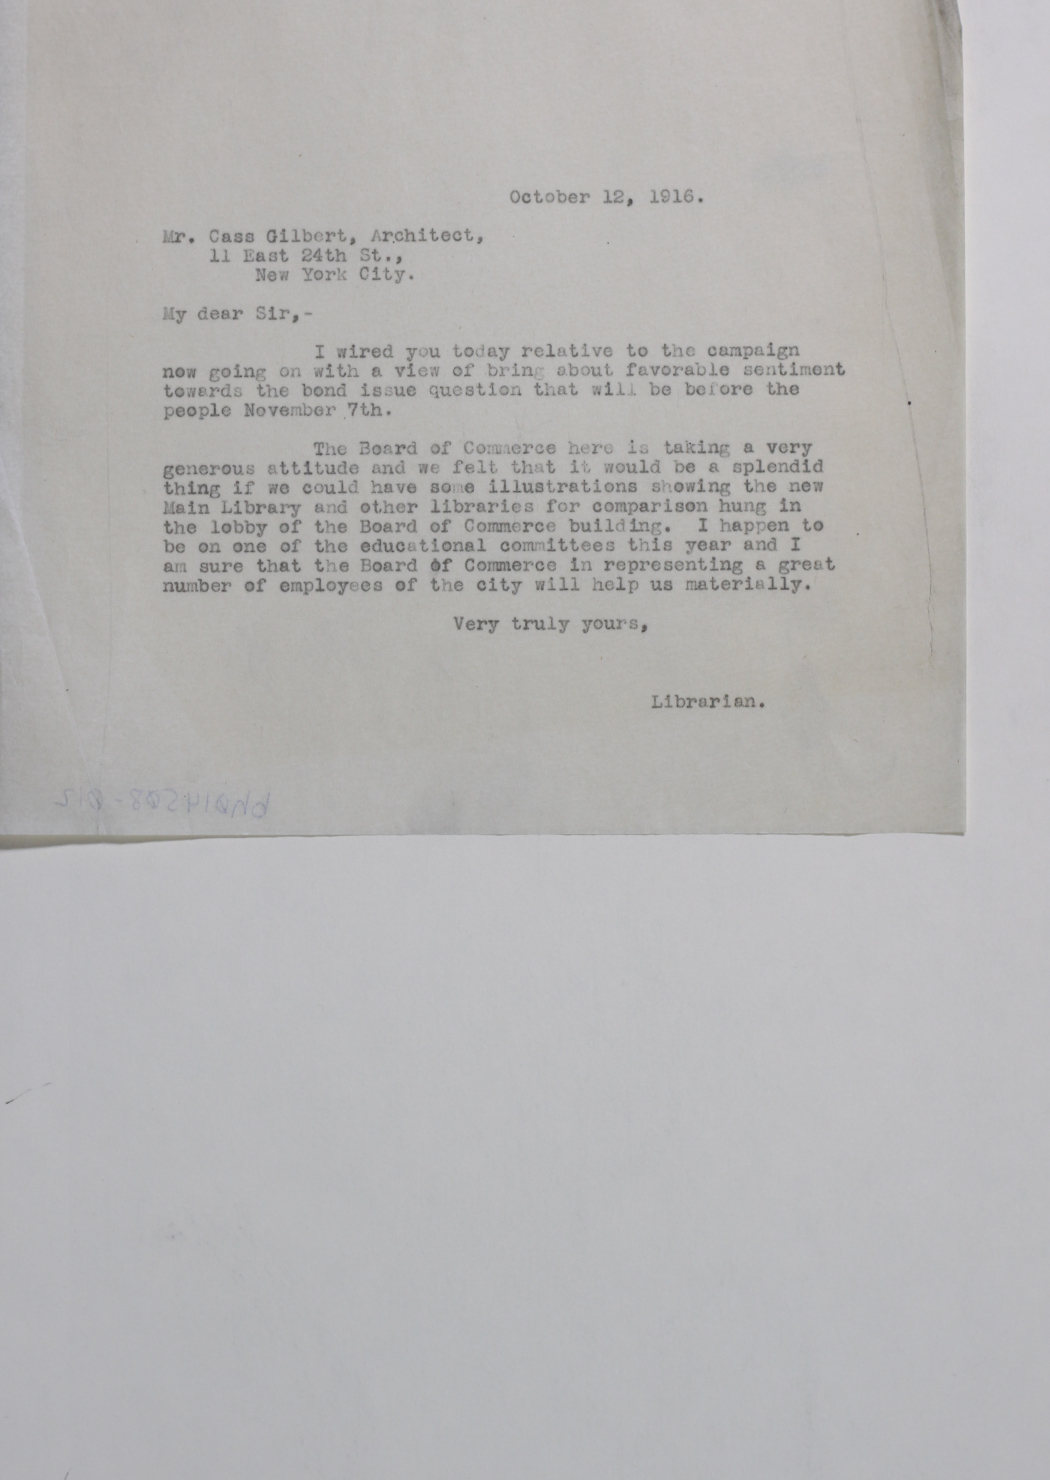 October 12, 1916.
Mr. Cass Gilbert, Architect,
11 East 24th St.,
New York City.
My dear Sir,-
I wired you today relative to the campaign
now going on with a view of bring about favorable sentiment
towards the bond issue question that will be before the
people November 7th.
The Board of Commerce here is taking a very
generous attitude and we felt that it would be a splendid
thing if we could have some illustrations showing the new
Main Library and other libraries for comparison hung in
the lobby of the Board of Commerce building. I happen to
be on one of the educational committees this year and I
am sure that the Board of Commerce in representing a great
number of employees of the city will help us materially.
Very truly yours,
Librarian.